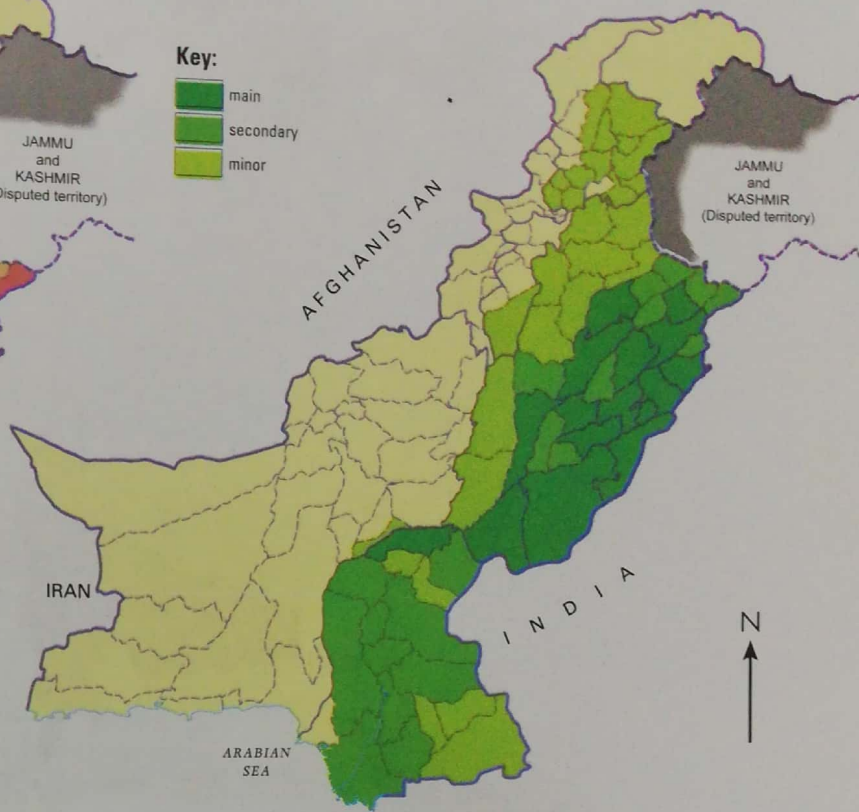 Key:
main
secondary
minor
JAMMU
and
KASHMIR
Disputed territory)
JAMMU
and
KASHMIR
(Disputed territory)
AFGHANISTAN
IRAN
INDIA
N
ARABIAN
SEA